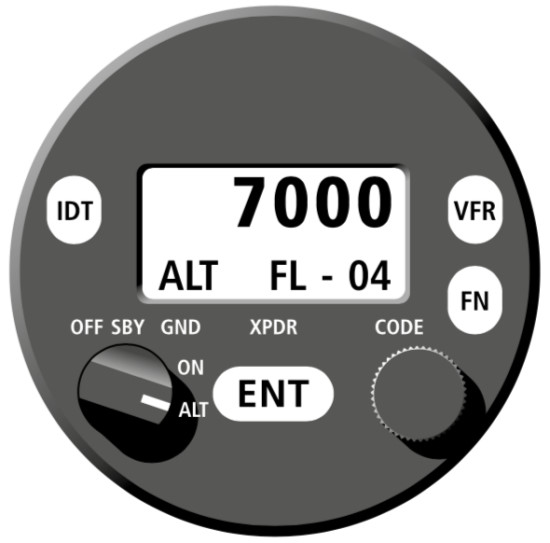 7000
IDT
VFR
ALT FL - 04
FN
OFF SBY GND XPDR CODE
ON
ENT
ALT